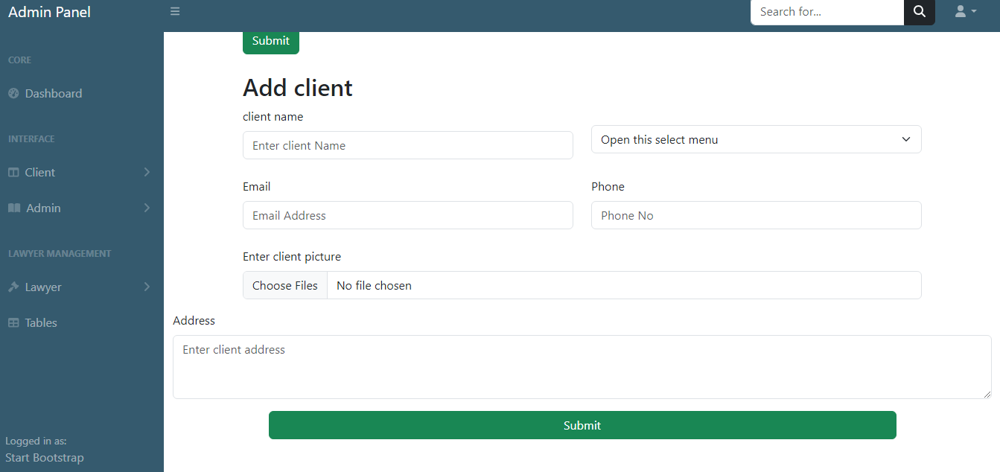 Admin Panel
Search for...
CORE
Dashboard
INTERFACE
Client
Admin
LAWYER MANAGEMENT
Lawyer
Tables
Logged in as:
Start Bootstrap
Submit
Add client
client name
Enter client Name
Open this select menu
Email
Phone
Email Address
Phone No
Enter client picture
Choose Files No file chosen
Address
Enter client address
Submit